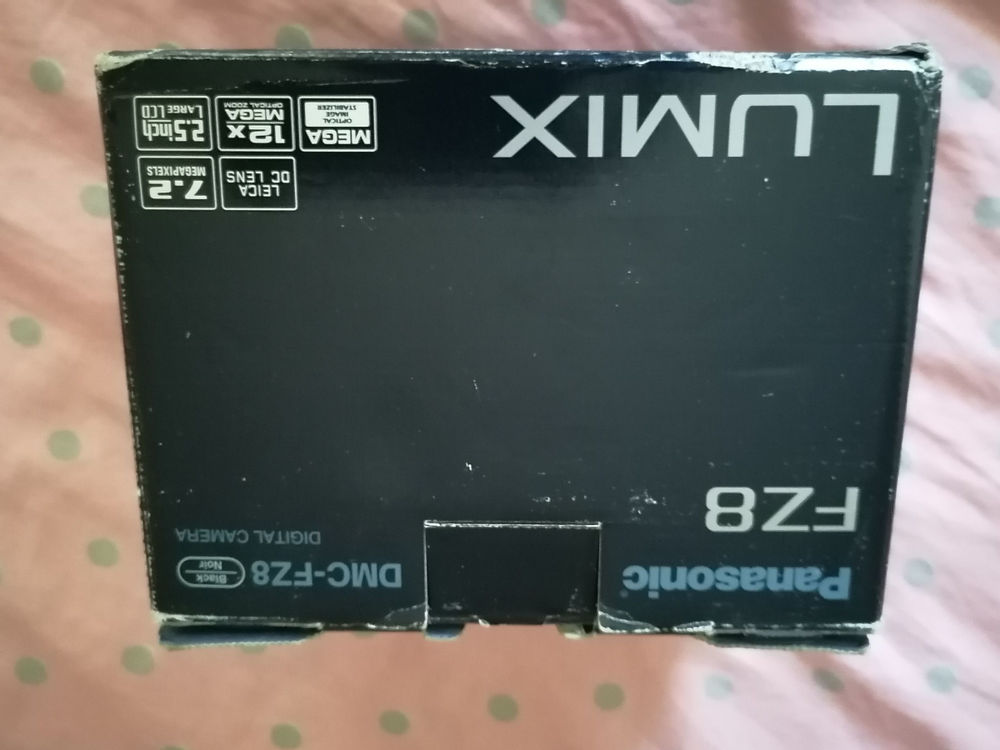 Panasonic®
DMC-FZ8
Black
Noir
DIGITAL CAMERA
FZ8
LEICA
DC LENS
7.2
MEGAPIXELS
LUMIX
MEGA
OPTICAL
IMAGE
STABILIZER
12x
MEGA
OPTICAL ZOOM
2.5inch
LARGE LCD